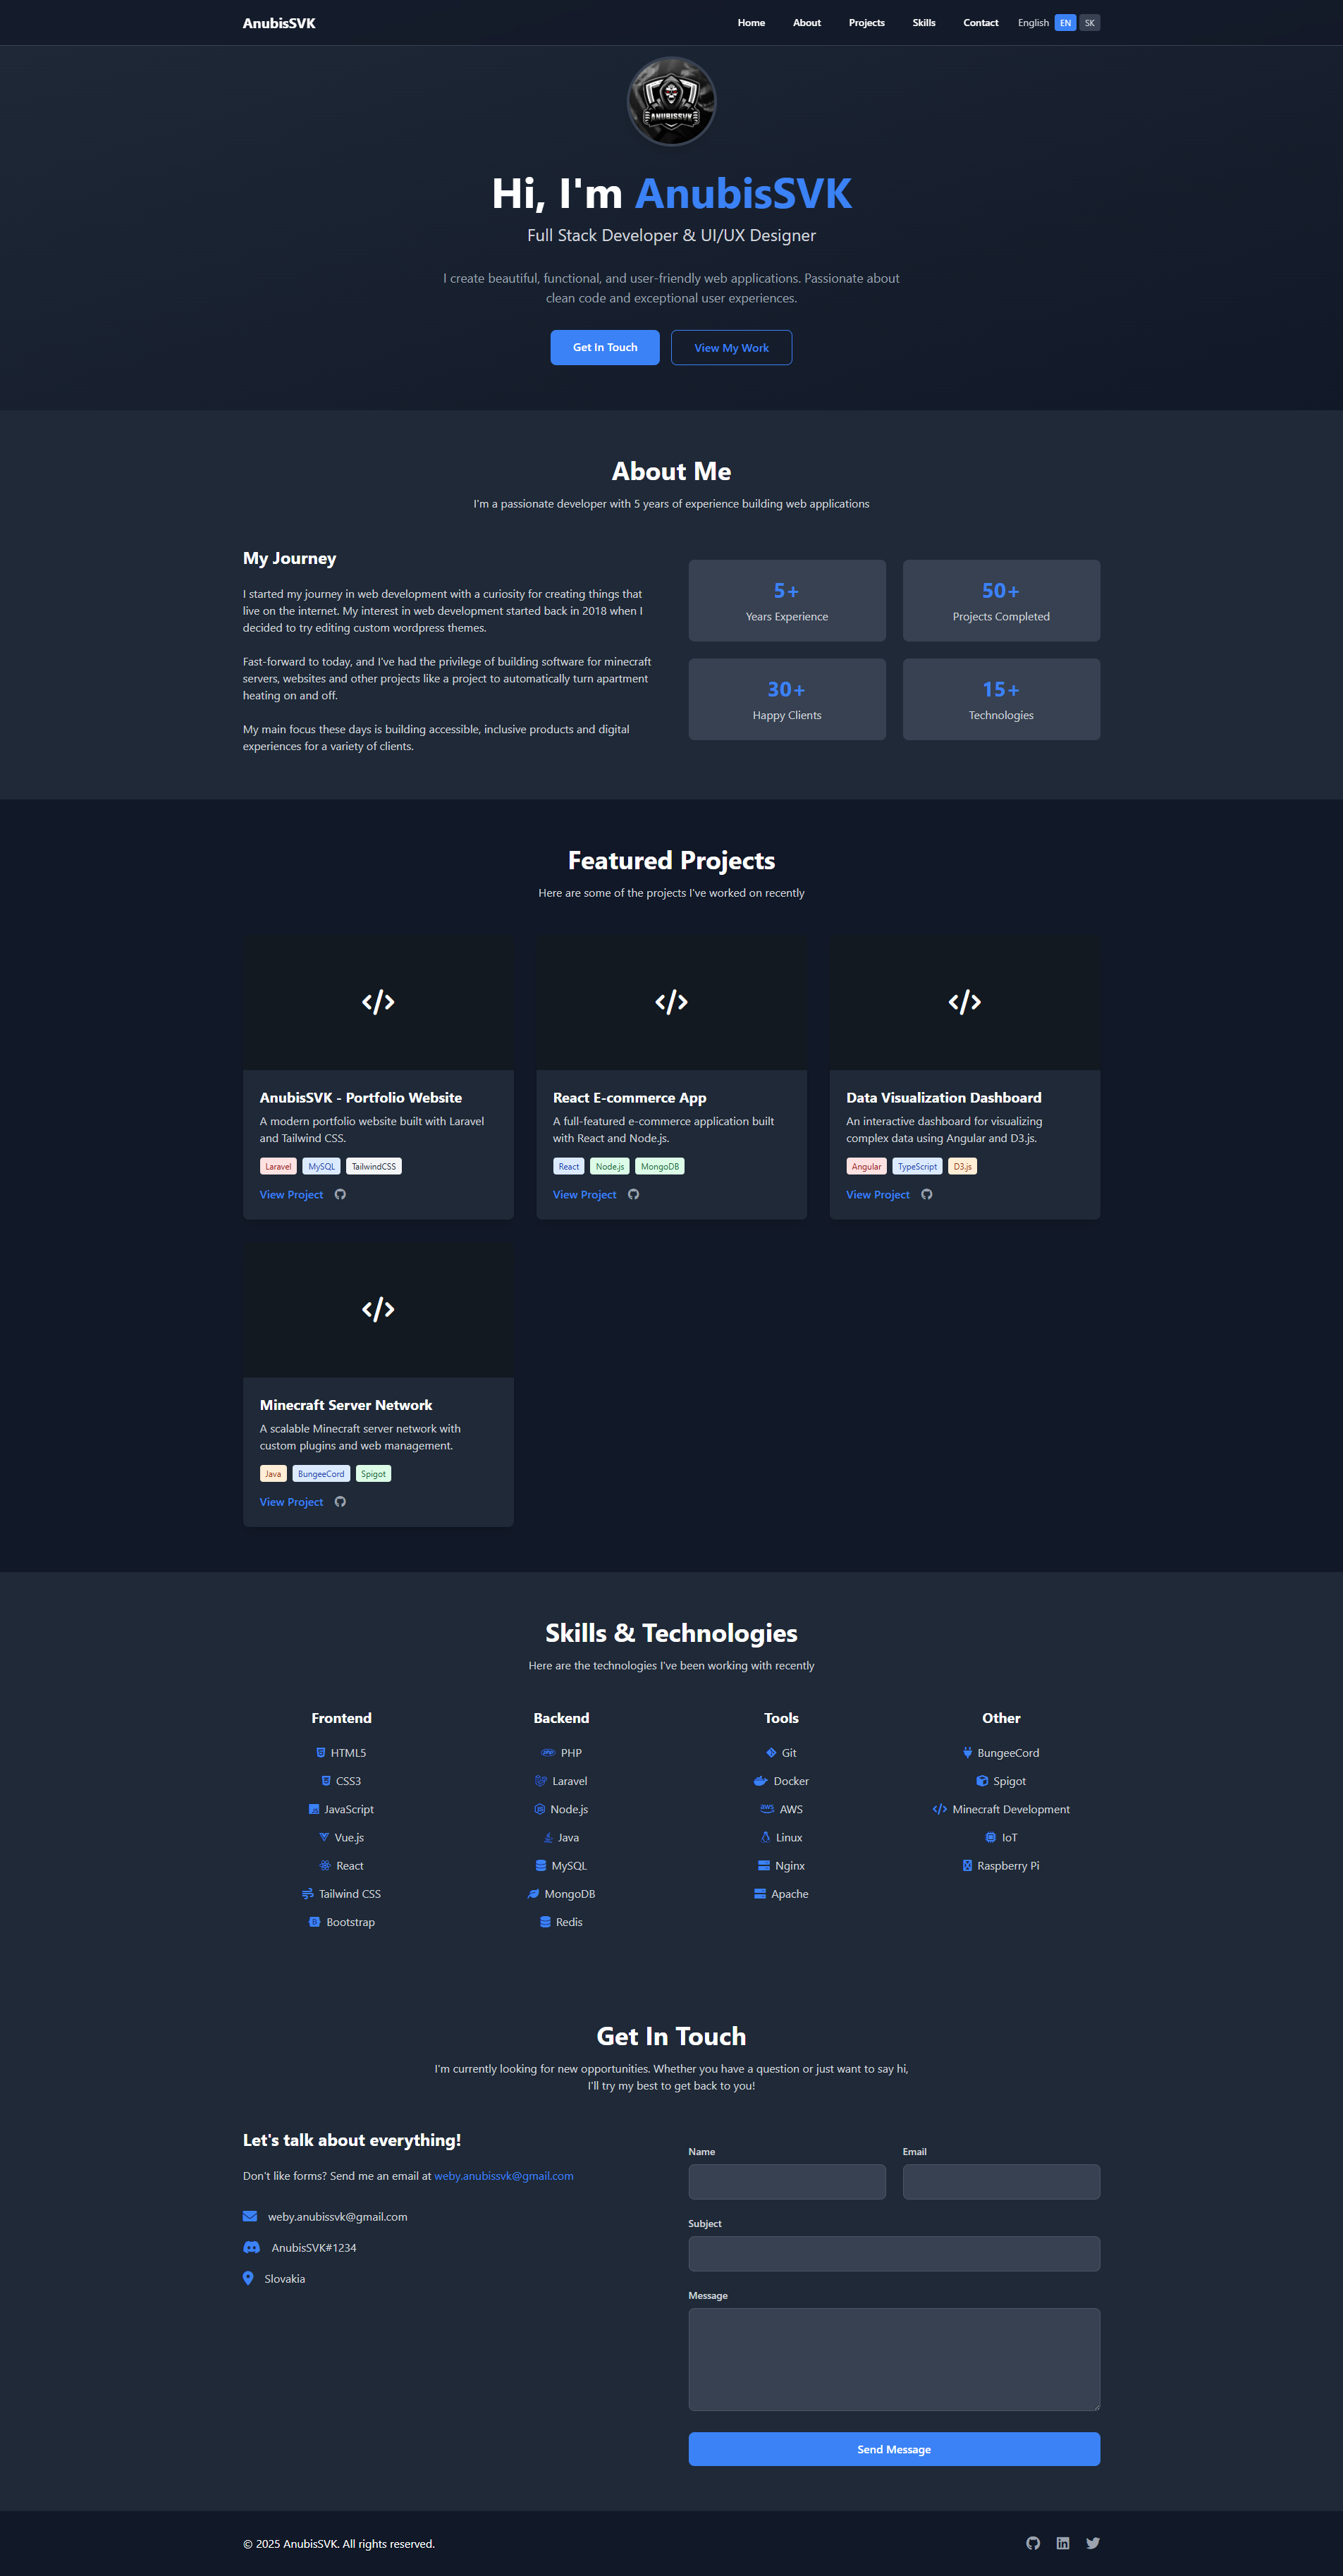 AnubisSVK
Home About Projects Skills Contact English EN SK
ANUBISSVK
Hi, I'm AnubisSVK
Full Stack Developer & UI/UX Designer
I create beautiful, functional, and user-friendly web applications. Passionate about
clean code and exceptional user experiences.
Get In Touch View My Work
About Me
I'm a passionate developer with 5 years of experience building web applications
My Journey
I started my journey in web development with a curiosity for creating things that
live on the internet. My interest in web development started back in 2018 when I
decided to try editing custom wordpress themes.
Fast-forward to today, and I've had the privilege of building software for minecraft
servers, websites and other projects like a project to automatically turn apartment
heating on and off.
My main focus these days is building accessible, inclusive products and digital
experiences for a variety of clients.
5+
Years Experience
50+
Projects Completed
30+
Happy Clients
15+
Technologies
Featured Projects
Here are some of the projects I've worked on recently
AnubisSVK - Portfolio Website
A modern portfolio website built with Laravel
and Tailwind CSS.
Laravel MySQL TailwindCSS
View Project
React E-commerce App
A full-featured e-commerce application built
with React and Node.js.
React Node.js MongoDB
View Project
Data Visualization Dashboard
An interactive dashboard for visualizing
complex data using Angular and D3.js.
Angular TypeScript D3.js
View Project
Minecraft Server Network
A scalable Minecraft server network with
custom plugins and web management.
Java BungeeCord Spigot
View Project
Skills & Technologies
Here are the technologies I've been working with recently
Frontend
HTML5
CSS3
JavaScript
Vue.js
React
Tailwind CSS
Bootstrap
Backend
PHP
Laravel
Node.js
Java
MySQL
MongoDB
Redis
Tools
Git
Docker
AWS
Linux
Nginx
Apache
Other
BungeeCord
Spigot
Minecraft Development
IoT
Raspberry Pi
Get In Touch
I'm currently looking for new opportunities. Whether you have a question or just want to say hi,
I'll try my best to get back to you!
Let's talk about everything!
Don't like forms? Send me an email at weby.anubissvk@gmail.com
weby.anubissvk@gmail.com
AnubisSVK#1234
Slovakia
Name
Email
Subject
Message
Send Message
© 2025 AnubisSVK. All rights reserved.